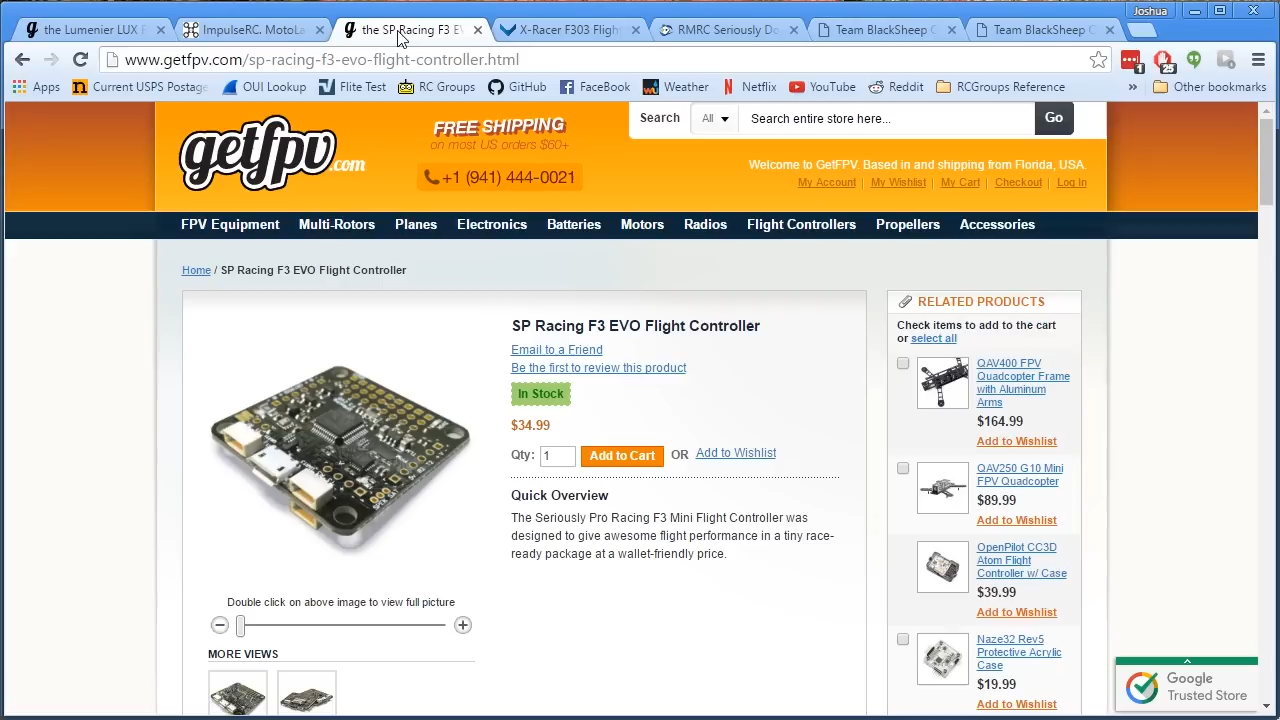 Joshua
the Lumenier LUX F
ImpulseRC. MotoLa
the SP Racing F3 EV
X-Racer F303 Flight
RMRC Seriously Do
Team BlackSheep C
Team BlackSheep C
www.getfpv.com/sp-racing-f3-evo-flight-controller.html
1
25
Apps
Current USPS Postage
OUI Lookup
Flite Test
RC Groups
GitHub
FaceBook
Weather
Netflix
YouTube
Reddit
RCGroups Reference
»
Other bookmarks
getfpv.com
FREE SHIPPING
on most US orders $60+
+1 (941) 444-0021
Search
All
Search entire store here...
Go
Welcome to GetFPV. Based in and shipping from Florida, USA.
My Account | My Wishlist | My Cart | Checkout | Log In
FPV Equipment
Multi-Rotors
Planes
Electronics
Batteries
Motors
Radios
Flight Controllers
Propellers
Accessories
Home / SP Racing F3 EVO Flight Controller
SP Racing F3 EVO Flight Controller
Email to a Friend
Be the first to review this product
In Stock
$34.99
Qty: 1 Add to Cart OR Add to Wishlist
Quick Overview
The Seriously Pro Racing F3 Mini Flight Controller was
designed to give awesome flight performance in a tiny race-
ready package at a wallet-friendly price.
Double click on above image to view full picture
MORE VIEWS
RELATED PRODUCTS
Check items to add to the cart
or select all
QAV400 FPV
Quadcopter Frame
with Aluminum
Arms
$164.99
Add to Wishlist
QAV250 G10 Mini
FPV Quadcopter
$89.99
Add to Wishlist
OpenPilot CC3D
Atom Flight
Controller w/ Case
$39.99
Add to Wishlist
Naze32 Rev5
Protective Acrylic
Case
$19.99
Add to Wishlist
Google
Trusted Store